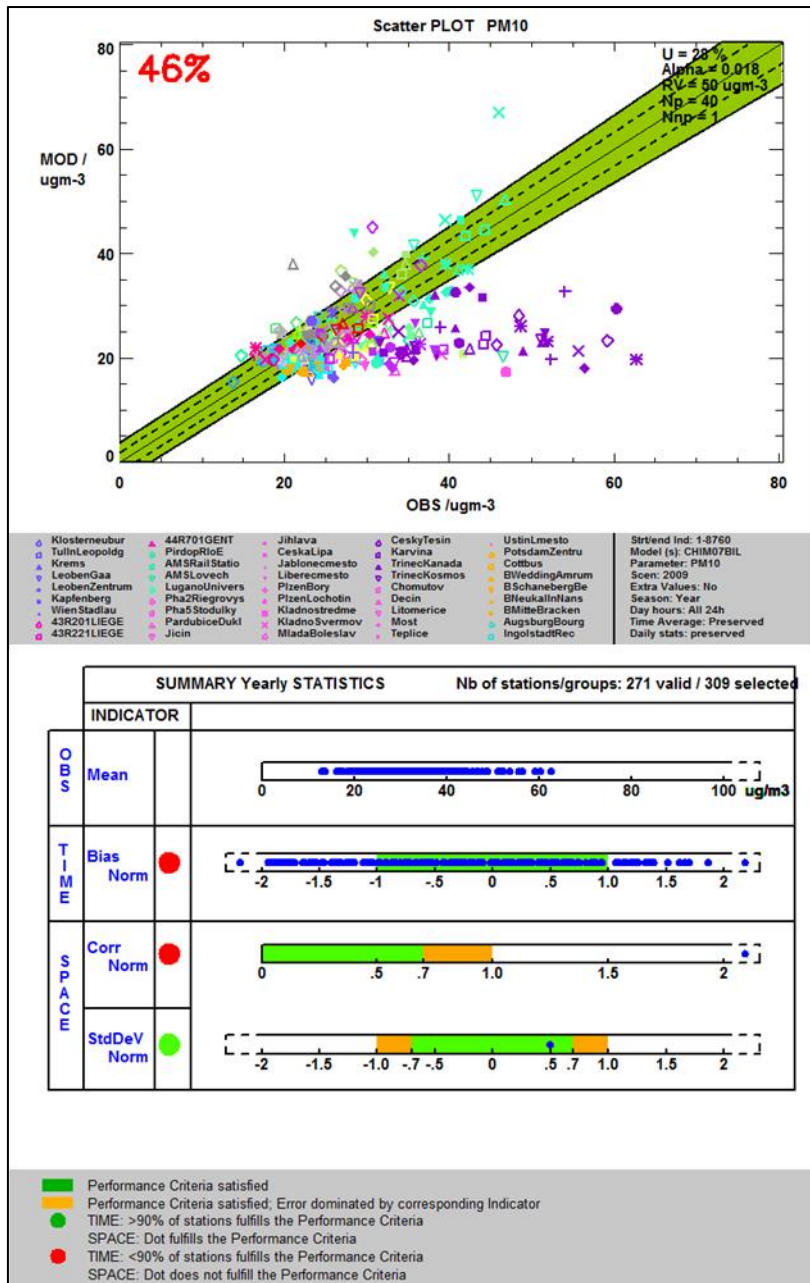 Scatter PLOT PM10
80
60
40
20
0
MOD /
ugm-3
46%
U = 28 %
Alpha = 0.018
RV = 50 ugm-3
Np = 40
Nnp = 1
0 20 40 60 80
OBS /ugm-3
Klosterneubur 44R701GENT Jihlava CeskyTesin UstinLmesto Strt/end Ind: 1-8760
TullnLeopoldg PirdopRIoE CeskaLipa Karvina PotsdamZentru Model (s): CHIM07BIL
Krems AMSRailStatio Jablonecmesto TrinecKanada Cottbus Parameter: PM10
LeobenGaa AMSLovech Liberecmesto TrinecKosmos BWeddingAmrum Scen: 2009
LeobenZentrum LuganoUnivers PlzenBory Chomutov BSchanebergBe Extra Values: No
Kapfenberg Pha2Riegrovys PlzenLochotin Decin BNeukallnNans Season: Year
WienStadlau Pha5Stodulky Kladnostredme Litomerice BMitteBracken Day hours: All 24h
43R201LIEGE PardubiceDukl KladnoSvermov Most AugsburgBourg Time Average: Preserved
43R221LIEGE Jicin MladaBoleslav Teplice IngolstadtRec Daily stats: preserved
SUMMARY Yearly STATISTICS Nb of stations/groups: 271 valid / 309 selected
INDICATOR
OBS
Mean
0 20 40 60 80 100 ug/m3
TIME
Bias
Norm
-2 -1.5 -1 -.5 0 .5 1.0 1.5 2
SPACE
Corr
Norm
0 .5 .7 1.0 1.5 2
StdDeV
Norm
-2 -1.5 -1.0 -.7 -.5 0 .5 .7 1.0 1.5 2
Performance Criteria satisfied
Performance Criteria satisfied; Error dominated by corresponding Indicator
TIME: >90% of stations fulfills the Performance Criteria
SPACE: Dot fulfills the Performance Criteria
TIME: <90% of stations fulfills the Performance Criteria
SPACE: Dot does not fulfill the Performance Criteria